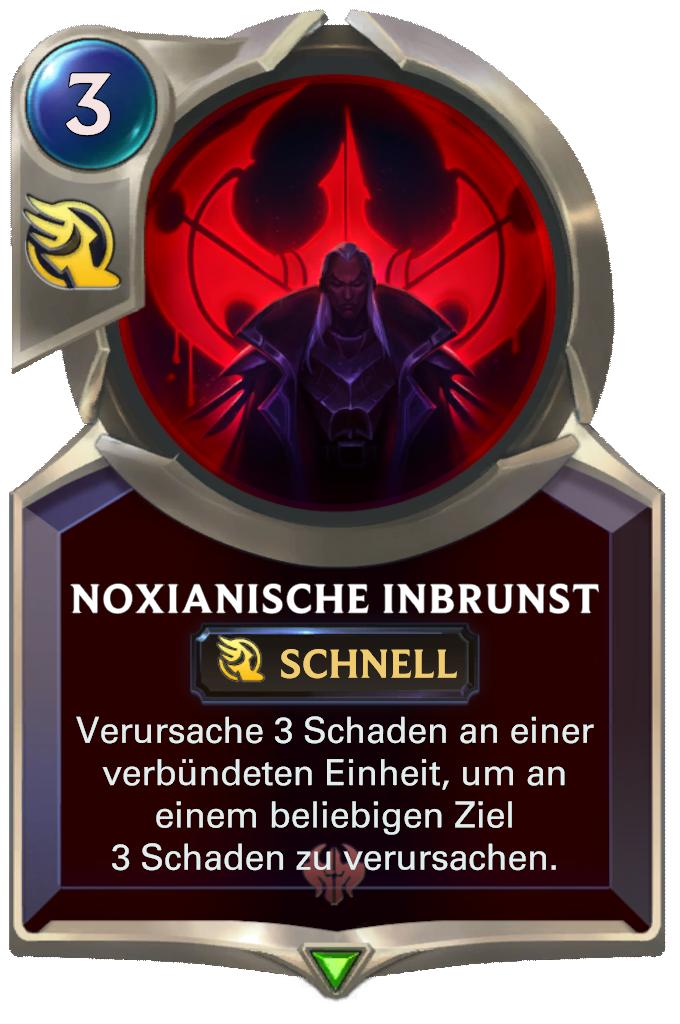 3
NOXIANISCHE INBRUNST
SCHNELL
Verursache 3 Schaden an einer
verbündeten Einheit, um an
einem beliebigen Ziel
3 Schaden zu verursachen.